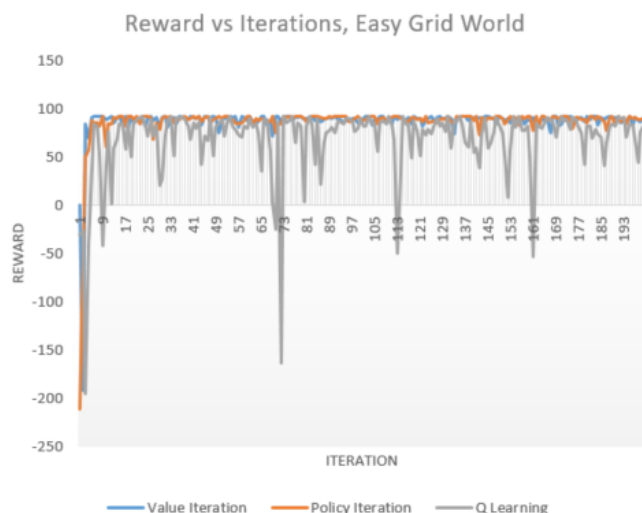 Reward vs Iterations, Easy Grid World
150
100
50
0
-50
-100
-150
-200
-250
REWARD
1 9 17 25 33 41 49 57 65 73 81 89 97 105 113 121 129 137 145 153 161 169 177 185 193
ITERATION
Value Iteration Policy Iteration Q Learning